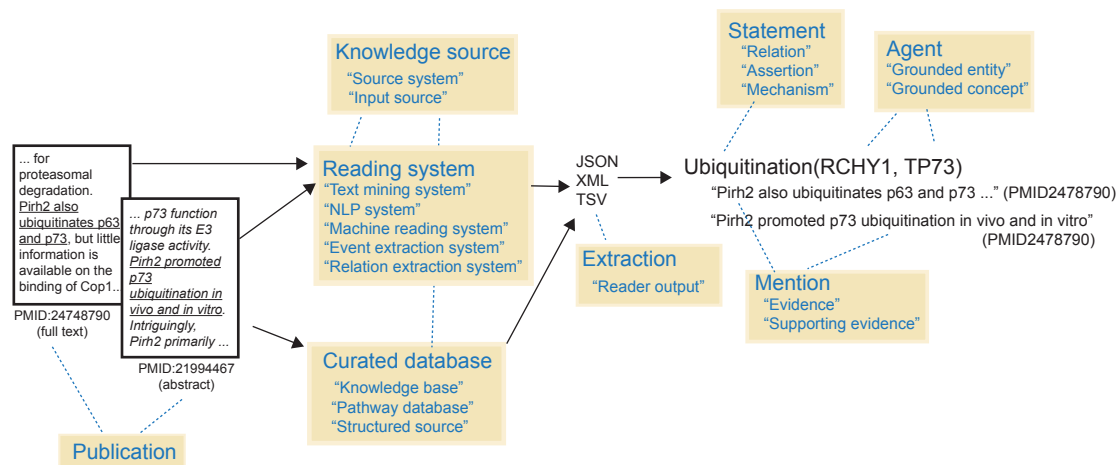 Knowledge source
“Source system”
“Input source”
Statement
“Relation”
“Assertion”
“Mechanism”
Agent
“Grounded entity”
“Grounded concept”
... for
proteasomal
degradation.
Pirh2 also
ubiquitinates p63
and p73, but little
information is
available on the
binding of Cop1...
PMID:24748790
(full text)
... p73 function
through its E3
ligase activity.
Pirh2 promoted
p73
ubiquitination in
vivo and in vitro.
Intriguingly,
Pirh2 primarily ...
PMID:21994467
(abstract)
Publication
Reading system
“Text mining system”
“NLP system”
“Machine reading system”
“Event extraction system”
“Relation extraction system”
Curated database
“Knowledge base”
“Pathway database”
“Structured source”
JSON
XML
TSV
Extraction
“Reader output”
Ubiquitination(RCHY1, TP73)
“Pirh2 also ubiquitinates p63 and p73 ...” (PMID2478790)
“Pirh2 promoted p73 ubiquitination in vivo and in vitro”
(PMID2478790)
Mention
“Evidence”
“Supporting evidence”